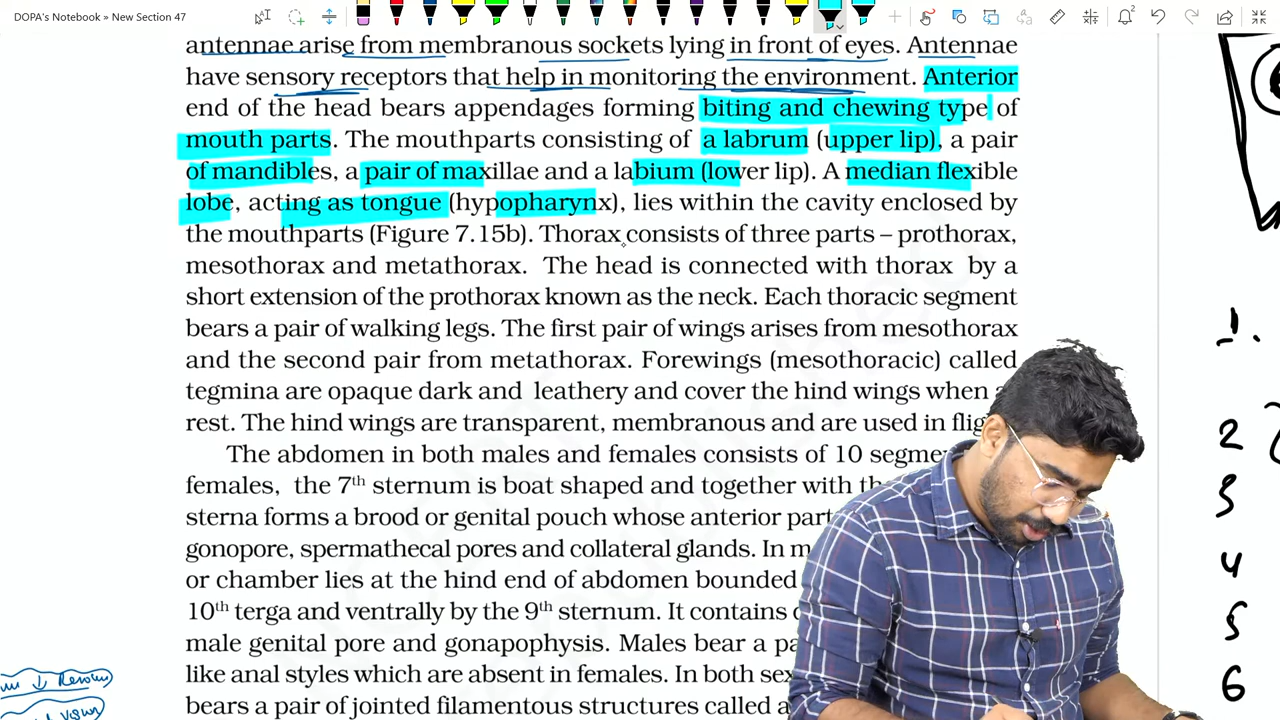 DOPA's Notebook » New Section 47
antennae arise from membranous sockets lying in front of eyes. Antennae
have sensory receptors that help in monitoring the environment. Anterior
end of the head bears appendages forming biting and chewing type of
mouth parts. The mouthparts consisting of a labrum (upper lip), a pair
of mandibles, a pair of maxillae and a labium (lower lip). A median flexible
lobe, acting as tongue (hypopharynx), lies within the cavity enclosed by
the mouthparts (Figure 7.15b). Thorax consists of three parts – prothorax,
mesothorax and metathorax. The head is connected with thorax by a
short extension of the prothorax known as the neck. Each thoracic segment
bears a pair of walking legs. The first pair of wings arises from mesothorax
and the second pair from metathorax. Forewings (mesothoracic) called
tegmina are opaque dark and leathery and cover the hind wings when
rest. The hind wings are transparent, membranous and are used in
The abdomen in both males and females consists of 10
females, the 7th sternum is boat shaped and together with
sterna forms a brood or genital pouch whose anterior part
gonopore, spermathecal pores and collateral glands. In
or chamber lies at the hind end of abdomen bounded
10th terga and ventrally by the 9th sternum. It contains
male genital pore and gonapophysis. Males bear a
like anal styles which are absent in females. In both
bears a pair of jointed filamentous structures called
1.
2
3
4
5
6